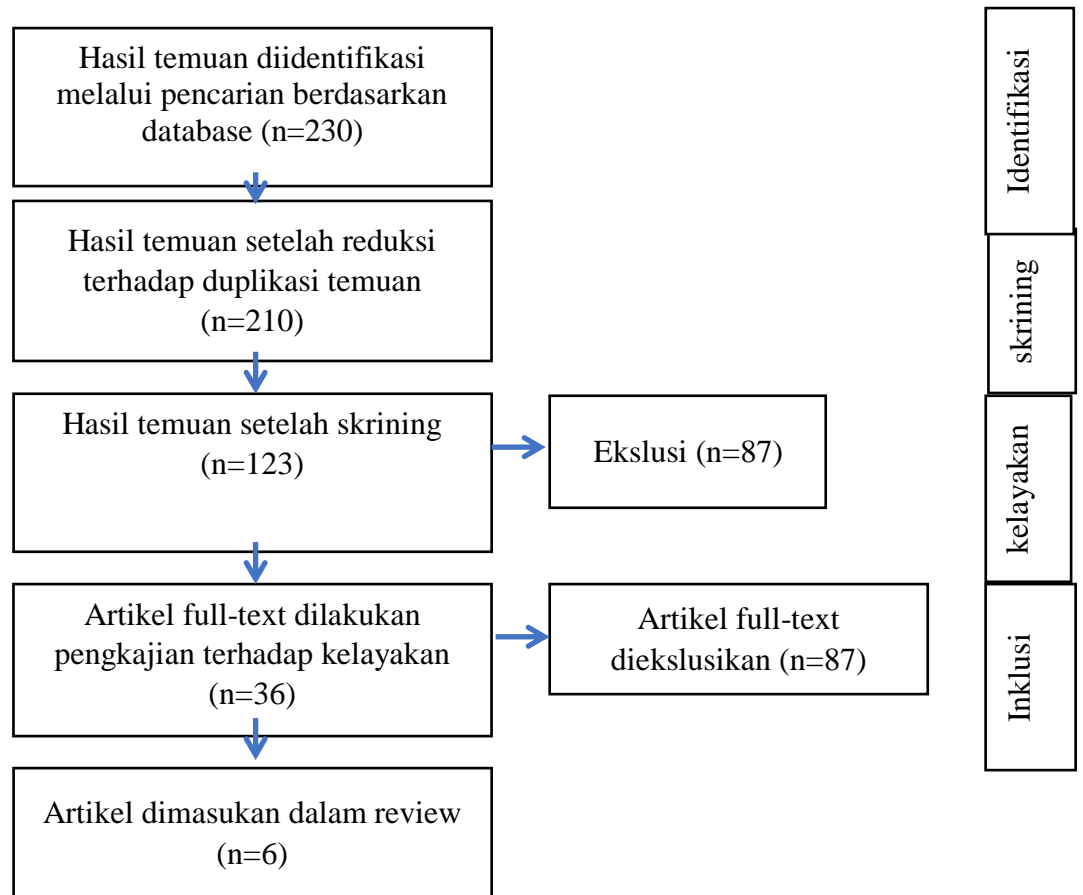 Hasil temuan diidentifikasi
melalui pencarian berdasarkan
database (n=230)
Hasil temuan setelah reduksi
terhadap duplikasi temuan
(n=210)
Hasil temuan setelah skrining
(n=123)
Ekslusi (n=87)
Artikel full-text dilakukan
pengkajian terhadap kelayakan
(n=36)
Artikel full-text
diekslusikan (n=87)
Artikel dimasukan dalam review
(n=6)
Identifikasi
skrining
kelayakan
Inklusi